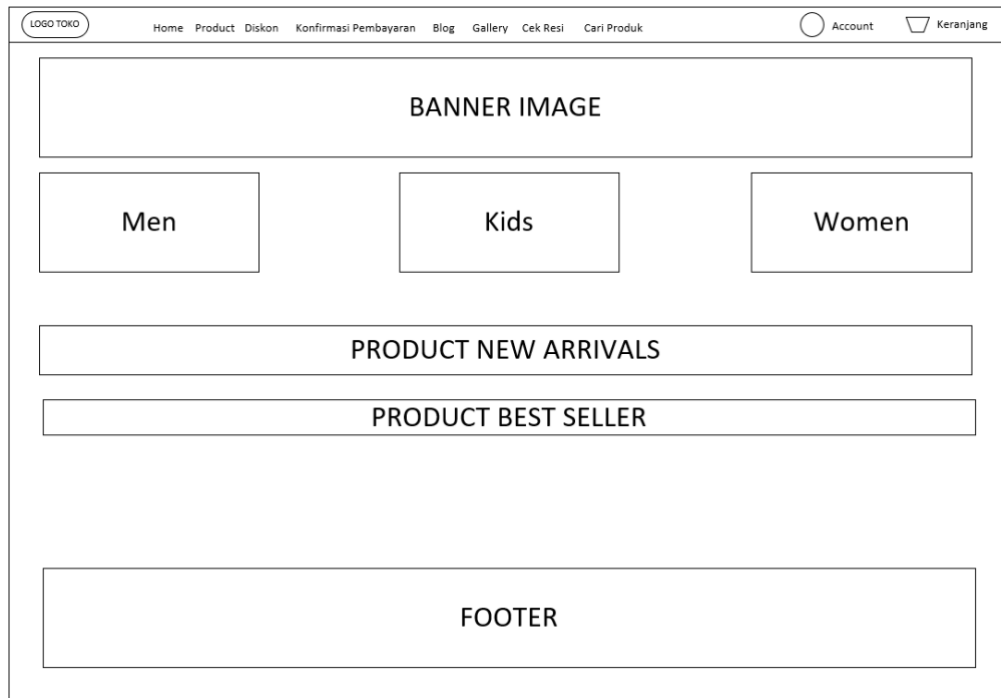 LOGO TOKO
Home Product Diskon Konfirmasi Pembayaran Blog Gallery Cek Resi Cari Produk Account Keranjang
BANNER IMAGE
Men Kids Women
PRODUCT NEW ARRIVALS
PRODUCT BEST SELLER
FOOTER